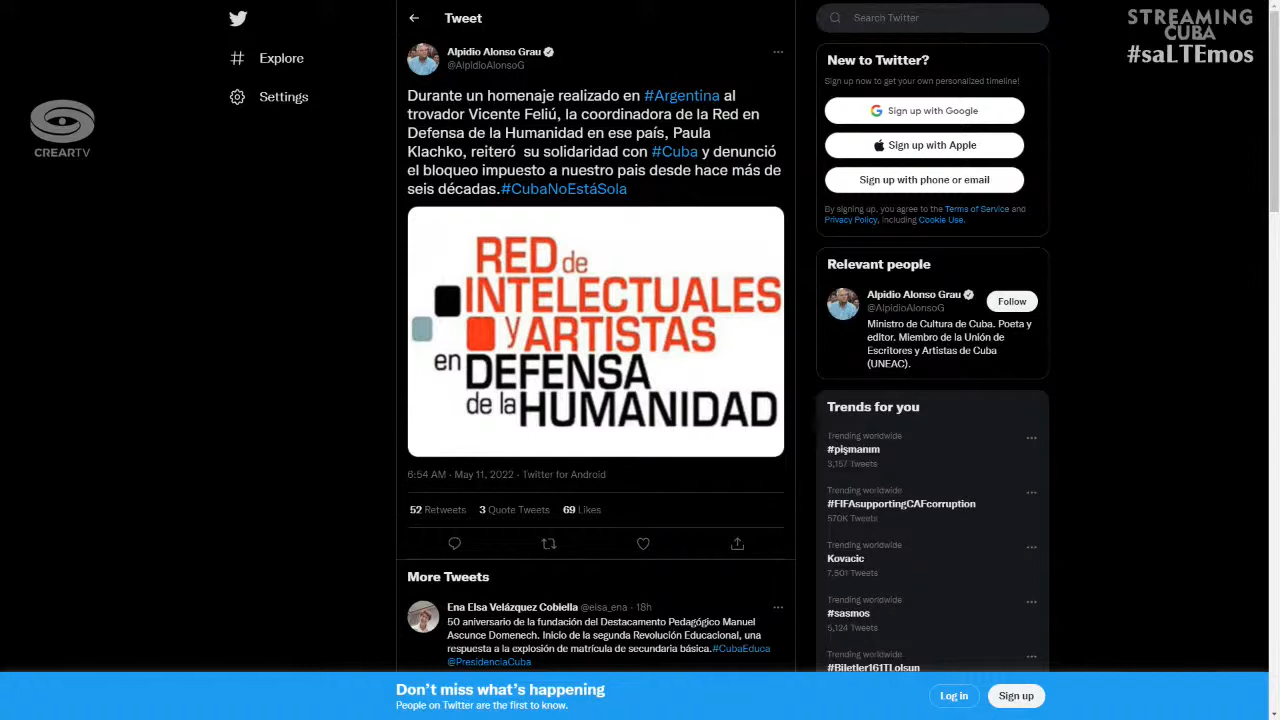 Tweet
Search Twitter
STREAMING
CUBA
#saLTEmos
Explore
Settings
CREARTV
Alpidio Alonso Grau
@AlpidioAlonsoG
Durante un homenaje realizado en #Argentina al
trovador Vicente Feliú, la coordinadora de la Red en
Defensa de la Humanidad en ese país, Paula
Klachko, reiteró su solidaridad con #Cuba y denunció
el bloqueo impuesto a nuestro pais desde hace más de
seis décadas.#CubaNoEstáSola
RED de
INTELECTUALES
y ARTISTAS
en DEFENSA
de la HUMANIDAD
6:54 AM · May 11, 2022 · Twitter for Android
52 Retweets 3 Quote Tweets 69 Likes
More Tweets
Ena Elsa Velázquez Cobiella @elsa_ena · 18h
50 aniversario de la fundación del Destacamento Pedagógico Manuel
Ascunce Domenech. Inicio de la segunda Revolución Educacional, una
respuesta a la explosión de matrícula de secundaria básica.#CubaEduca
@PresidenciaCuba
New to Twitter?
Sign up now to get your own personalized timeline!
Sign up with Google
Sign up with Apple
Sign up with phone or email
By signing up, you agree to the Terms of Service and
Privacy Policy, including Cookie Use.
Relevant people
Alpidio Alonso Grau
@AlpidioAlonsoG
Follow
Ministro de Cultura de Cuba. Poeta y
editor. Miembro de la Unión de
Escritores y Artistas de Cuba
(UNEAC).
Trends for you
Trending worldwide
#pişmanım
3,157 Tweets
Trending worldwide
#FIFAsupportingCAFcorruption
570K Tweets
Trending worldwide
Kovacic
7,501 Tweets
Trending worldwide
#sasmos
5,124 Tweets
Trending worldwide
#Biletler161TLolsun
Don't miss what's happening
People on Twitter are the first to know.
Log in
Sign up